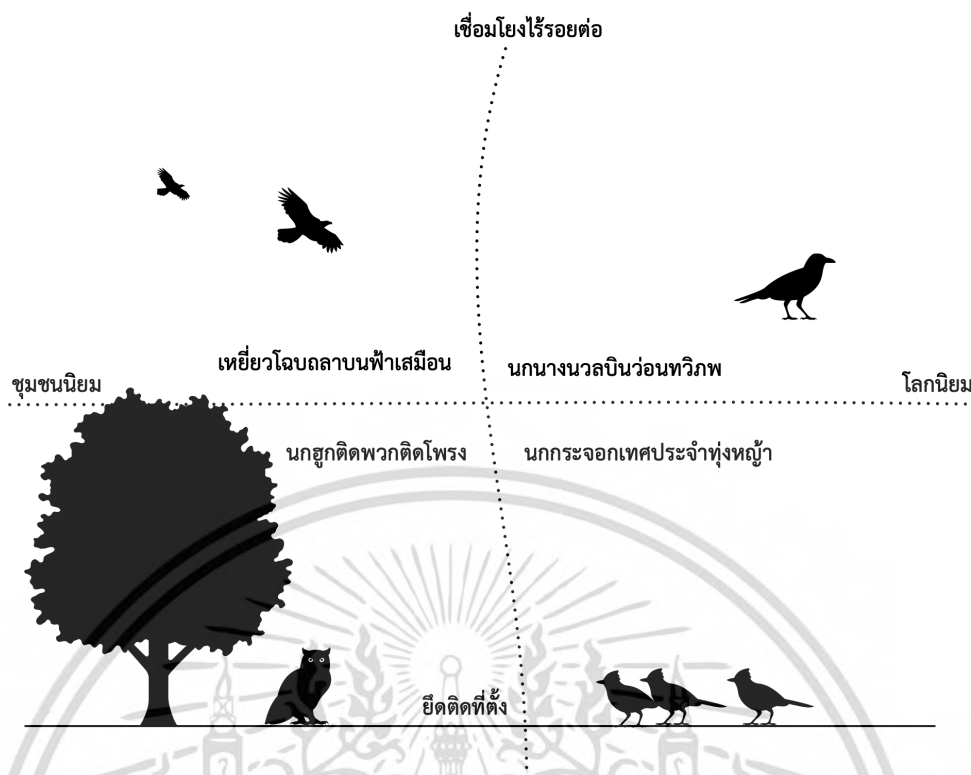 เชื่อมโยงไร้รอยต่อ
เหยี่ยวโฉบถลาบนฟ้าเสมือน
นกนางนวลบินว่อนทวิภพ
ชุมชนนิยม
โลกนิยม
นกฮูกติดพวกติดโพรง
นกกระจอกเทศประจำทุ่งหญ้า
ยึดติดที่ตั้ง